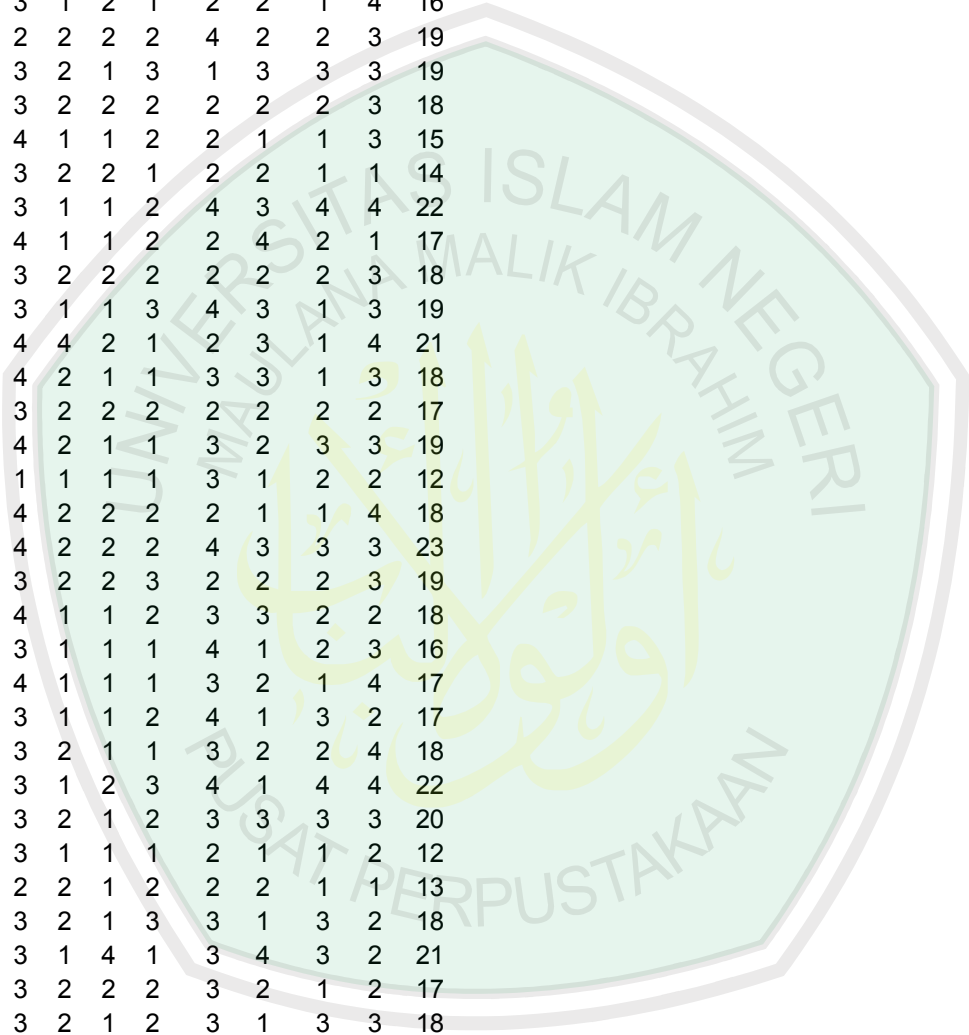 3 1 2 1 2 2 1 4 16
2 2 2 2 4 2 2 3 19
3 2 1 3 1 3 3 3 19
3 2 2 2 2 2 2 3 18
4 1 1 2 2 1 1 3 15
3 2 2 1 2 2 1 1 14
3 1 1 2 4 3 4 4 22
4 1 1 2 2 4 2 1 17
3 2 2 2 2 2 2 3 18
3 1 1 3 4 3 1 3 19
4 4 2 1 2 3 1 4 21
4 2 1 1 3 3 1 3 18
3 2 2 2 2 2 2 2 17
4 2 1 1 3 2 3 3 19
1 1 1 1 3 1 2 2 12
4 2 2 2 2 1 1 4 18
4 2 2 2 4 3 3 3 23
3 2 2 3 2 2 2 3 19
4 1 1 2 3 3 2 2 18
3 1 1 1 4 1 2 3 16
4 1 1 1 3 2 1 4 17
3 1 1 2 4 1 3 2 17
3 2 1 1 3 2 2 4 18
3 1 2 3 4 1 4 4 22
3 2 1 2 3 3 3 3 20
3 1 1 1 2 1 1 2 12
2 2 1 2 2 2 1 1 13
3 2 1 3 3 1 3 2 18
3 1 4 1 3 4 3 2 21
3 2 2 2 3 2 1 2 17
3 2 1 2 3 1 3 3 18
UNIVERSITAS ISLAM NEGERI
MAULANA MALIK IBRAHIM
PUSAT PERPUSTAKAAN